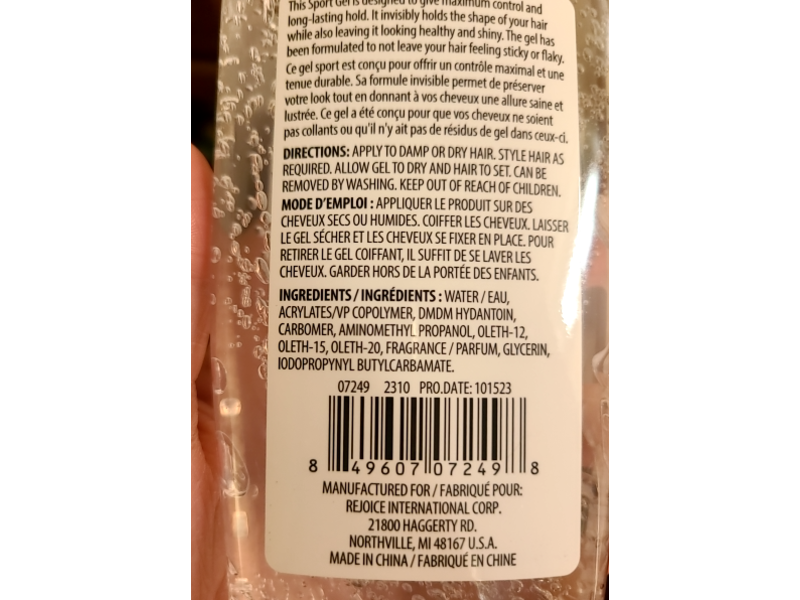 This Sport Gel is designed to give maximum control and
long-lasting hold. It invisibly holds the shape of your hair
while also leaving it looking healthy and shiny. The gel has
been formulated to not leave your hair feeling sticky or flaky.
Ce gel sport est conçu pour offrir un contrôle maximal et une
tenue durable. Sa formule invisible permet de préserver
votre look tout en donnant à vos cheveux une allure saine et
lustrée. Ce gel a été conçu pour que vos cheveux ne soient
pas collants ou qu'il n'y ait pas de résidus de gel dans ceux-ci.
DIRECTIONS: APPLY TO DAMP OR DRY HAIR. STYLE HAIR AS
REQUIRED. ALLOW GEL TO DRY AND HAIR TO SET. CAN BE
REMOVED BY WASHING. KEEP OUT OF REACH OF CHILDREN.
MODE D'EMPLOI : APPLIQUER LE PRODUIT SUR DES
CHEVEUX SECS OU HUMIDES. COIFFER LES CHEVEUX. LAISSER
LE GEL SÉCHER ET LES CHEVEUX SE FIXER EN PLACE. POUR
RETIRER LE GEL COIFFANT, IL SUFFIT DE SE LAVER LES
CHEVEUX. GARDER HORS DE LA PORTÉE DES ENFANTS.
INGREDIENTS / INGRÉDIENTS : WATER / EAU,
ACRYLATES/VP COPOLYMER, DMDM HYDANTOIN,
CARBOMER, AMINOMETHYL PROPANOL, OLETH-12,
OLETH-15, OLETH-20, FRAGRANCE / PARFUM, GLYCERIN,
IODOPROPYNYL BUTYLCARBAMATE.
07249 2310 PRO.DATE: 101523
8 49607 07249 8
MANUFACTURED FOR / FABRIQUÉ POUR:
REJOICE INTERNATIONAL CORP.
21800 HAGGERTY RD.
NORTHVILLE, MI 48167 U.S.A.
MADE IN CHINA / FABRIQUÉ EN CHINE